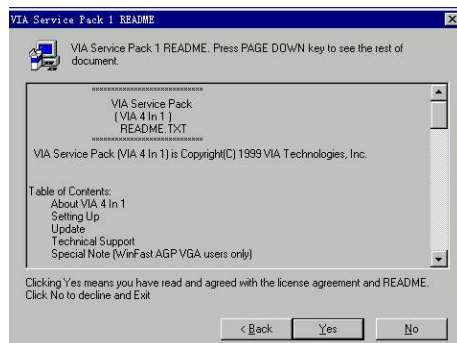 VIA Service Pack 1 README
VIA Service Pack 1 README. Press PAGE DOWN key to see the rest of
document.
××××××××××××××××××××××××××××
VIA Service Pack
( VIA 4 In 1 )
README.TXT
××××××××××××××××××××××××××××
VIA Service Pack (VIA 4 In 1) is Copyright(C) 1999 VIA Technologies, Inc.
Table of Contents:
About VIA 4 In 1
Setting Up
Update
Technical Support
Special Note (WinFast AGP VGA users only)
Clicking Yes means you have read and agreed with the license agreement and README.
Click No to decline and Exit
< Back
Yes
No